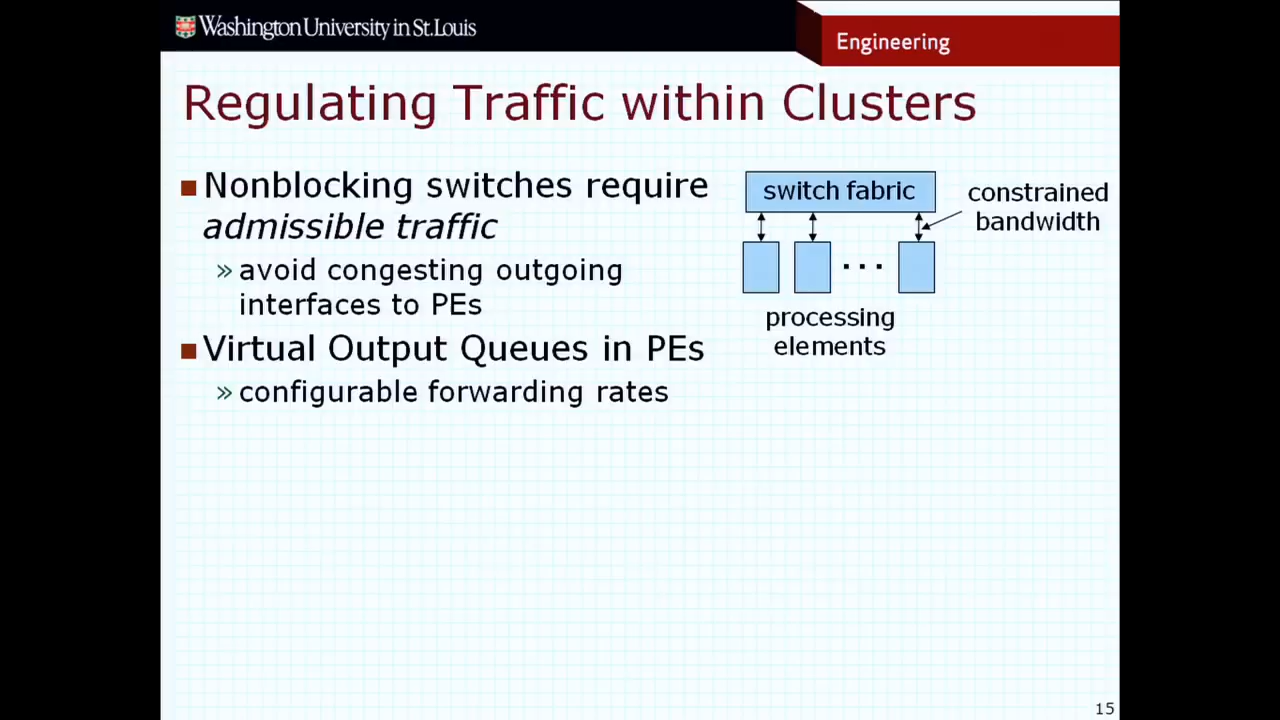 Washington University in St. Louis
Engineering
Regulating Traffic within Clusters
■ Nonblocking switches require
admissible traffic
» avoid congesting outgoing
interfaces to PEs
■ Virtual Output Queues in PEs
» configurable forwarding rates
switch fabric
constrained
bandwidth
...
processing
elements
15